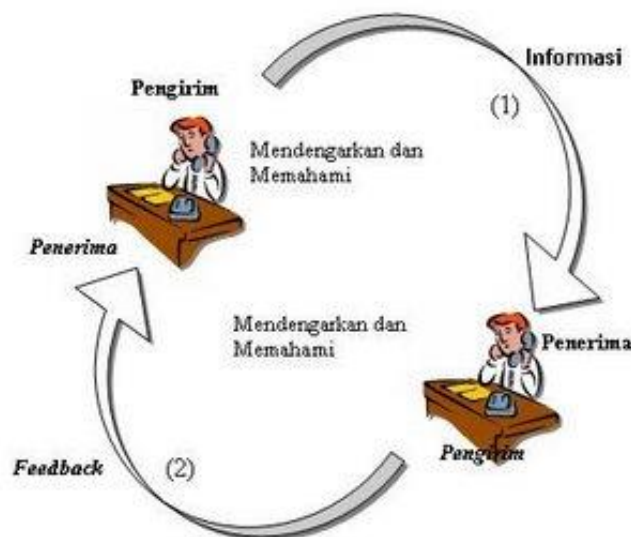 Informasi
Pengirim
(1)
Mendengarkan dan
Memahami
Penerima
Mendengarkan dan
Memahami
Penerima
Pengirim
Feedback
(2)